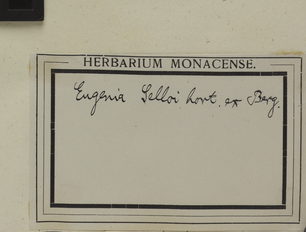 HERBARIUM MONACENSE.
Eugenia Selloi hort. ex Berg.